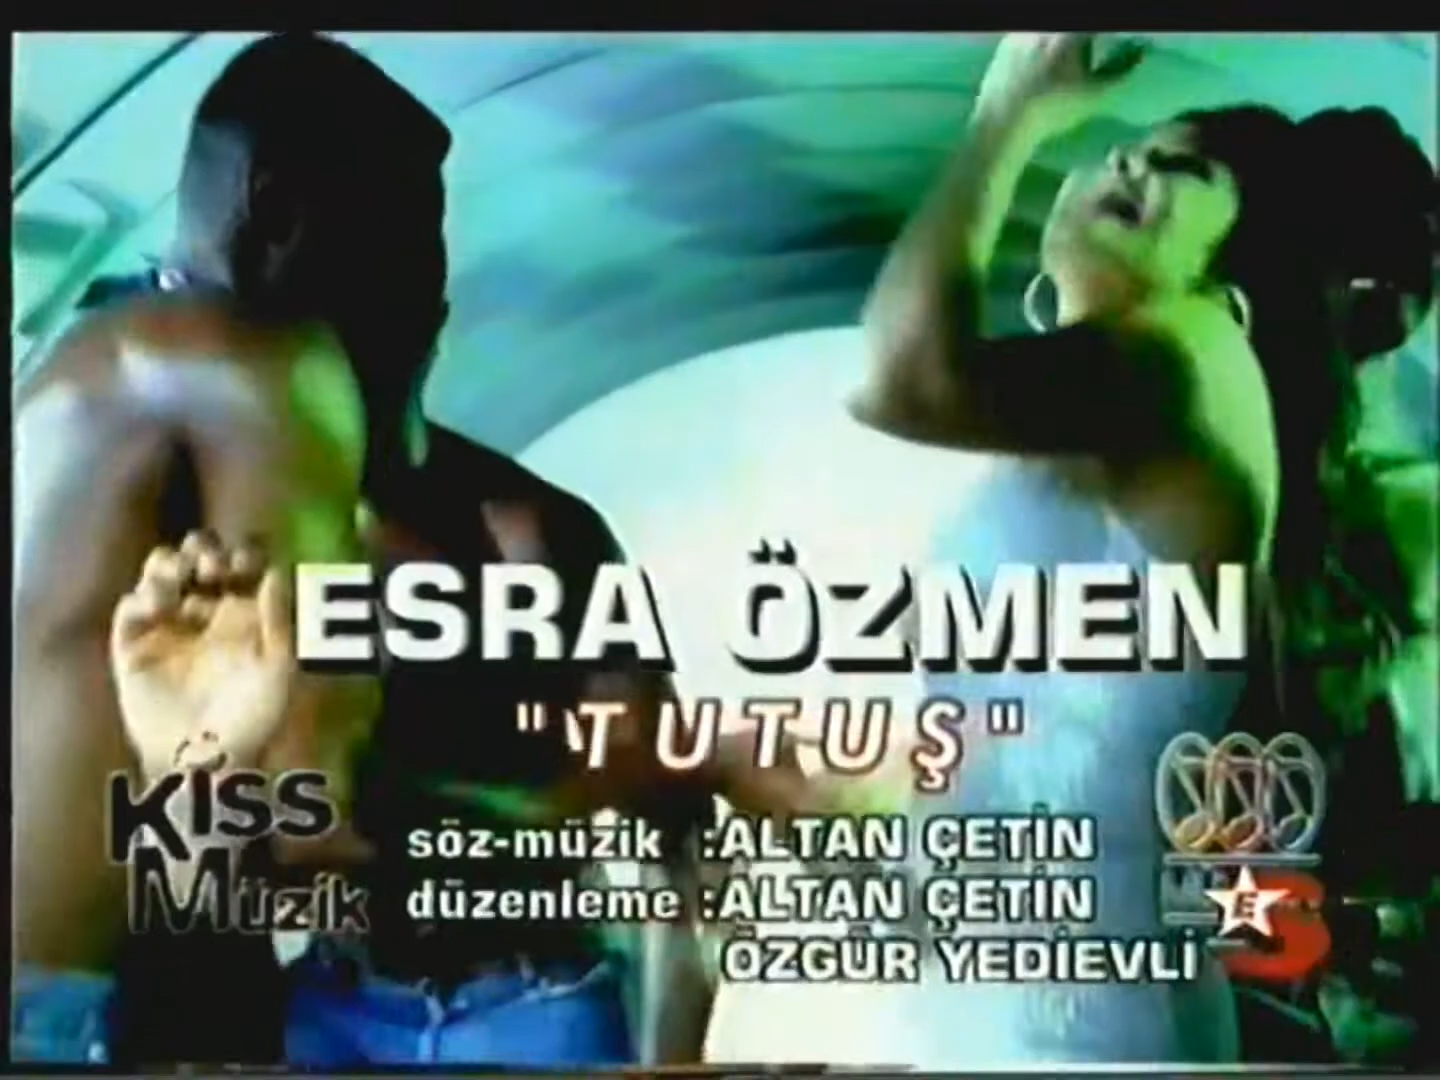 ESRA ÖZMEN
"TUTUŞ"
Kiss
Müzik
söz-müzik :ALTAN ÇETİN
düzenleme :ALTAN ÇETİN
ÖZGÜR YEDİEVLİ
E
S